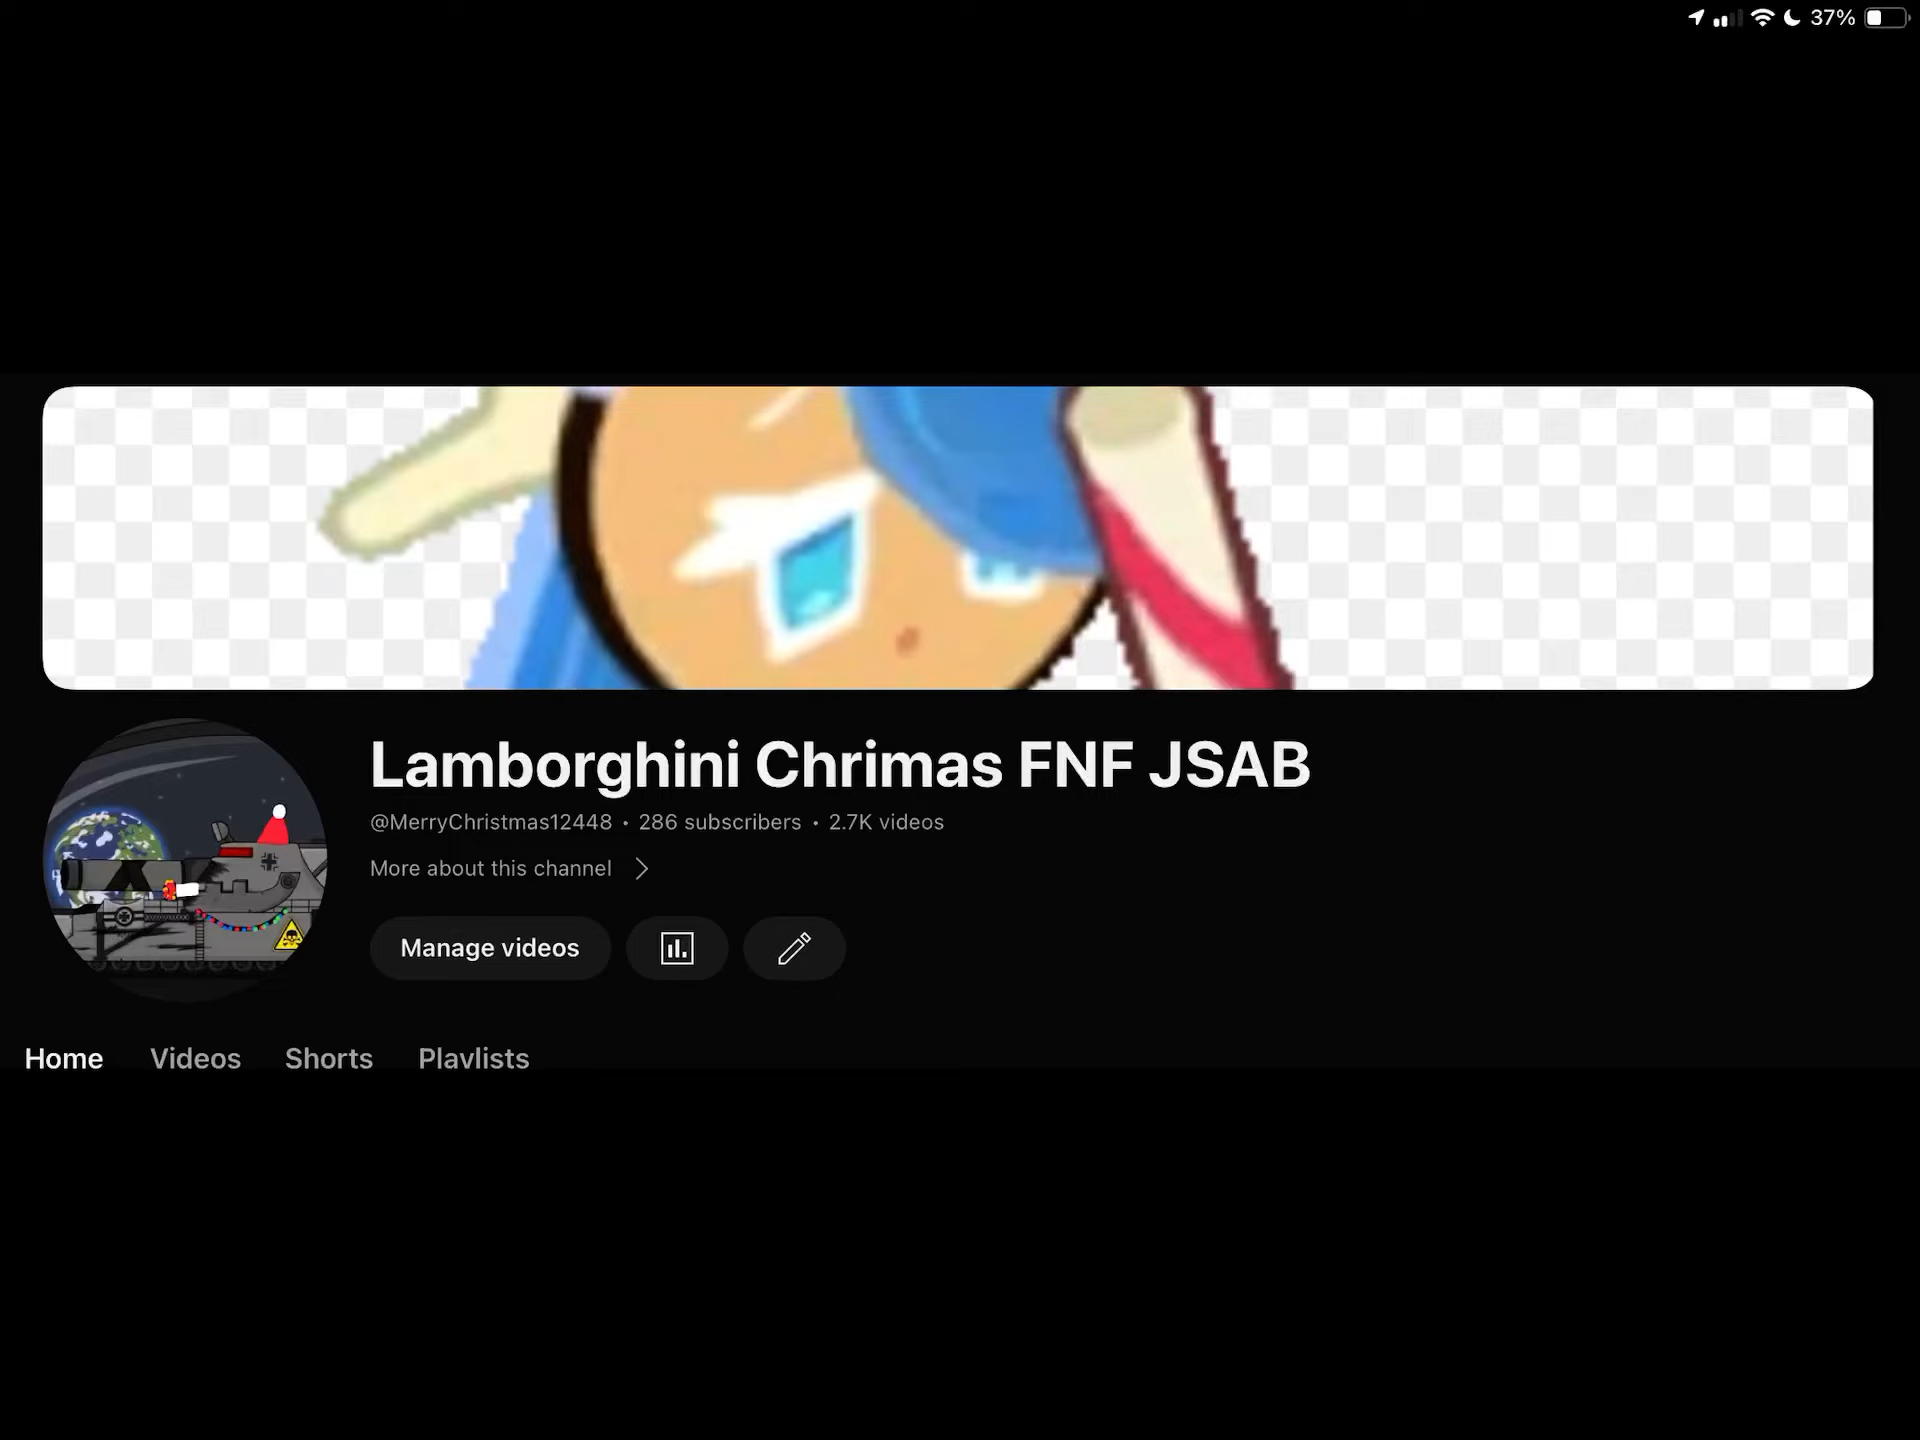 37%
Lamborghini Chrimas FNF JSAB
@MerryChristmas12448 • 286 subscribers • 2.7K videos
More about this channel
Manage videos
Home Videos Shorts Playlists